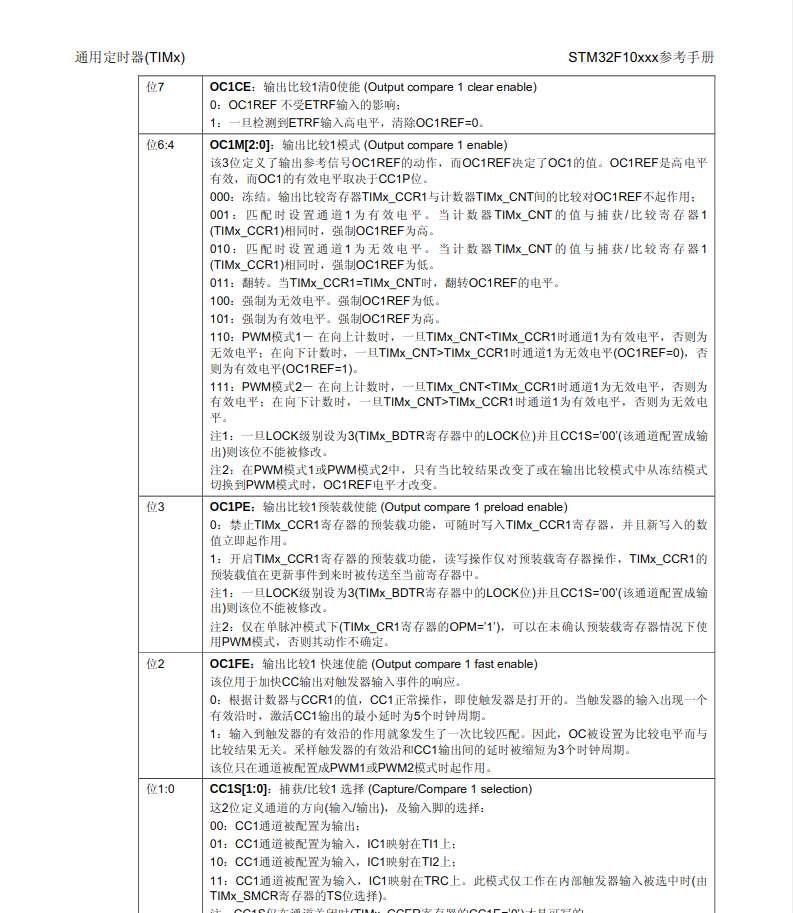 通用定时器(TIMx)
STM32F10xxx参考手册
位7
OC1CE：输出比较1清0使能 (Output compare 1 clear enable)
0：OC1REF 不受ETRF输入的影响；
1：一旦检测到ETRF输入高电平，清除OC1REF=0。
位6:4
OC1M[2:0]：输出比较1模式 (Output compare 1 enable)
该3位定义了输出参考信号OC1REF的动作，而OC1REF决定了OC1的值。OC1REF是高电平
有效，而OC1的有效电平取决于CC1P位。
000：冻结。输出比较寄存器TIMx_CCR1与计数器TIMx_CNT间的比较对OC1REF不起作用；
001：匹配时设置通道1为有效电平。当计数器TIMx_CNT的值与捕获/比较寄存器1
(TIMx_CCR1)相同时，强制OC1REF为高。
010：匹配时设置通道1为无效电平。当计数器TIMx_CNT的值与捕获/比较寄存器1
(TIMx_CCR1)相同时，强制OC1REF为低。
011：翻转。当TIMx_CCR1=TIMx_CNT时，翻转OC1REF的电平。
100：强制为无效电平。强制OC1REF为低。
101：强制为有效电平。强制OC1REF为高。
110：PWM模式1－ 在向上计数时，一旦TIMx_CNT<TIMx_CCR1时通道1为有效电平，否则为
无效电平；在向下计数时，一旦TIMx_CNT>TIMx_CCR1时通道1为无效电平(OC1REF=0)，否
则为有效电平(OC1REF=1)。
111：PWM模式2－ 在向上计数时，一旦TIMx_CNT<TIMx_CCR1时通道1为无效电平，否则为
有效电平；在向下计数时，一旦TIMx_CNT>TIMx_CCR1时通道1为有效电平，否则为无效电
平。
注1：一旦LOCK级别设为3(TIMx_BDTR寄存器中的LOCK位)并且CC1S=’00’(该通道配置成输
出)则该位不能被修改。
注2：在PWM模式1或PWM模式2中，只有当比较结果改变了或在输出比较模式中从冻结模式
切换到PWM模式时，OC1REF电平才改变。
位3
OC1PE：输出比较1预装载使能 (Output compare 1 preload enable)
0：禁止TIMx_CCR1寄存器的预装载功能，可随时写入TIMx_CCR1寄存器，并且新写入的数
值立即起作用。
1：开启TIMx_CCR1寄存器的预装载功能，读写操作仅对预装载寄存器操作，TIMx_CCR1的
预装载值在更新事件到来时被传送至当前寄存器中。
注1：一旦LOCK级别设为3(TIMx_BDTR寄存器中的LOCK位)并且CC1S=’00’(该通道配置成输
出)则该位不能被修改。
注2：仅在单脉冲模式下(TIMx_CR1寄存器的OPM=’1’)，可以在未确认预装载寄存器情况下使
用PWM模式，否则其动作不确定。
位2
OC1FE：输出比较1 快速使能 (Output compare 1 fast enable)
该位用于加快CC输出对触发器输入事件的响应。
0：根据计数器与CCR1的值，CC1正常操作，即使触发器是打开的。当触发器的输入出现一个
有效沿时，激活CC1输出的最小延时为5个时钟周期。
1：输入到触发器的有效沿的作用就象发生了一次比较匹配。因此，OC被设置为比较电平而与
比较结果无关。采样触发器的有效沿和CC1输出间的延时被缩短为3个时钟周期。
该位只在通道被配置成PWM1或PWM2模式时起作用。
位1:0
CC1S[1:0]：捕获/比较1 选择 (Capture/Compare 1 selection)
这2位定义通道的方向(输入/输出)，及输入脚的选择：
00：CC1通道被配置为输出；
01：CC1通道被配置为输入，IC1映射在TI1上；
10：CC1通道被配置为输入，IC1映射在TI2上；
11：CC1通道被配置为输入，IC1映射在TRC上。此模式仅工作在内部触发器输入被选中时(由
TIMx_SMCR寄存器的TS位选择)。
注：CC1S仅在通道关闭时(TIMx_CCER寄存器的CC1E=’0’)才是可写的